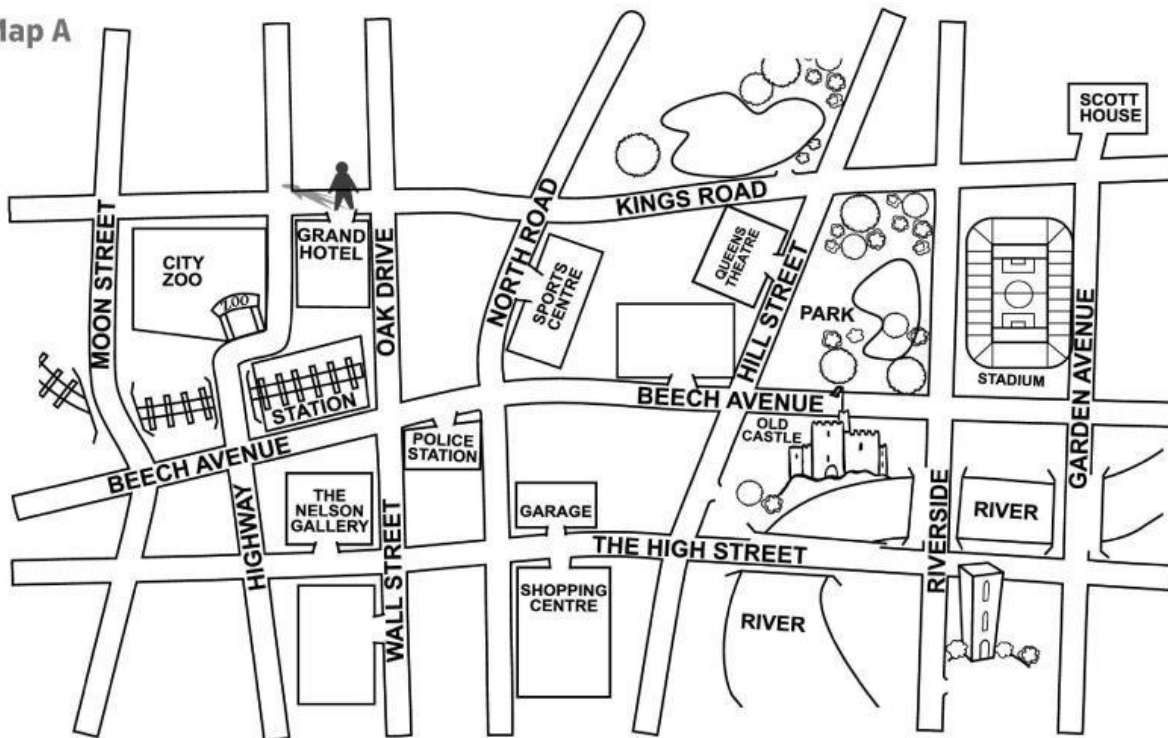 Map A
SCOTT
HOUSE
KINGS ROAD
MOON STREET
GRAND
HOTEL
OAK DRIVE
NORTH ROAD
CITY
ZOO
ZOO
QUEENS
THEATRE
SPORTS
CENTRE
HILL STREET
PARK
STADIUM
GARDEN AVENUE
STATION
BEECH AVENUE
BEECH AVENUE
OLD
CASTLE
POLICE
STATION
HIGHWAY
THE
NELSON
GALLERY
WALL STREET
GARAGE
RIVERSIDE
RIVER
THE HIGH STREET
SHOPPING
CENTRE
RIVER